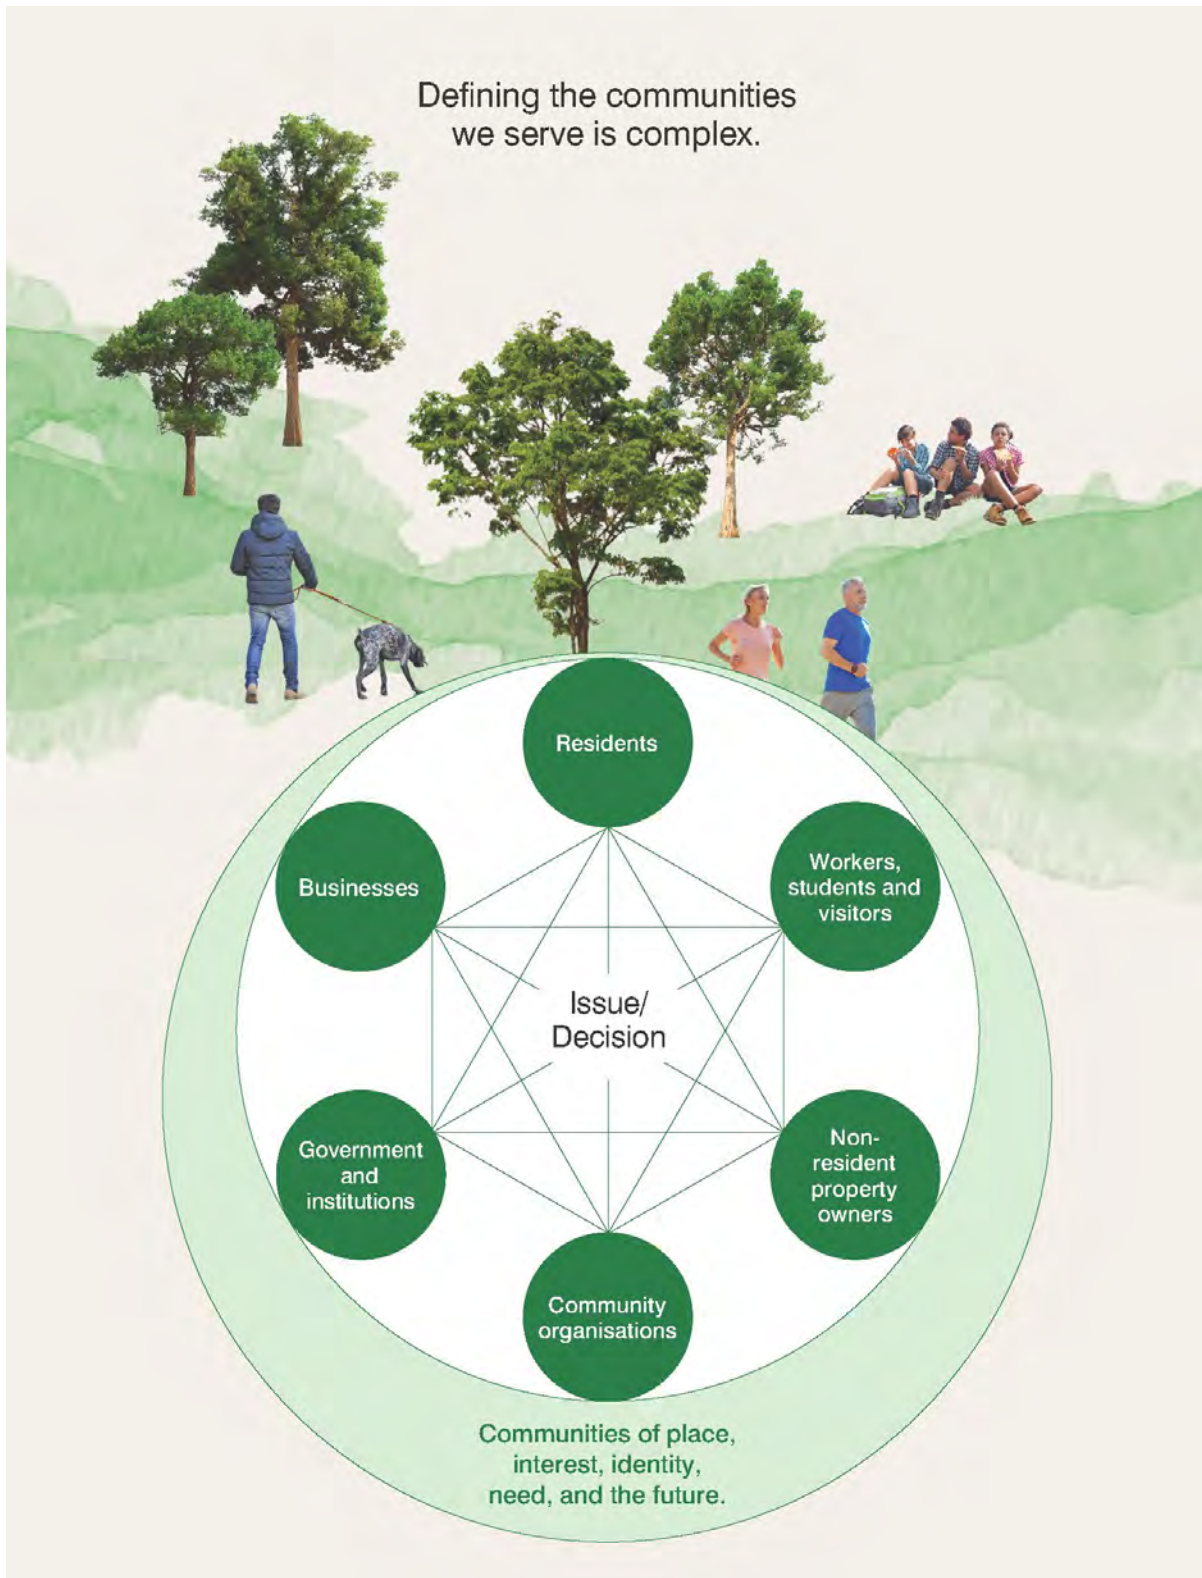 Defining the communities
we serve is complex.
Residents
Businesses
Workers,
students and
visitors
Issue/
Decision
Government
and
institutions
Non-
resident
property
owners
Community
organisations
Communities of place,
interest, identity,
need, and the future.